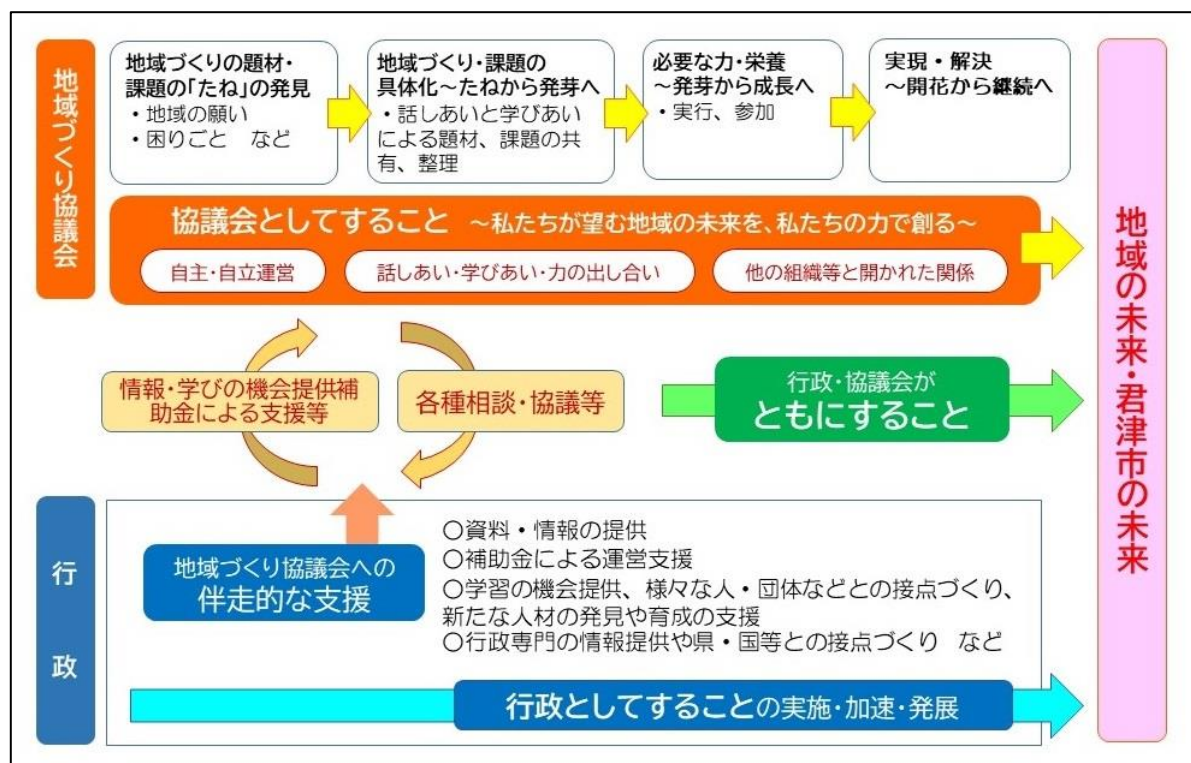 地域づくり協議会
地域づくりの題材・
課題の「たね」の発見
・地域の願い
・困りごと　など
地域づくり・課題の
具体化～たねから発芽へ
・話しあいと学びあい
による題材、課題の共
有、整理
必要な力・栄養
～発芽から成長へ
・実行、参加
実現・解決
～開花から継続へ
協議会としてすること　～私たちが望む地域の未来を、私たちの力で創る～
自主・自立運営
話しあい・学びあい・力の出し合い
他の組織等と開かれた関係
情報・学びの機会提供補
助金による支援等
各種相談・協議等
行政・協議会が
ともにすること
地域の未来・君津市の未来
行政
地域づくり協議会への
伴走的な支援
〇資料・情報の提供
〇補助金による運営支援
〇学習の機会提供、様々な人・団体などとの接点づくり、
新たな人材の発見や育成の支援
〇行政専門の情報提供や県・国等との接点づくり　など
行政としてすることの実施・加速・発展